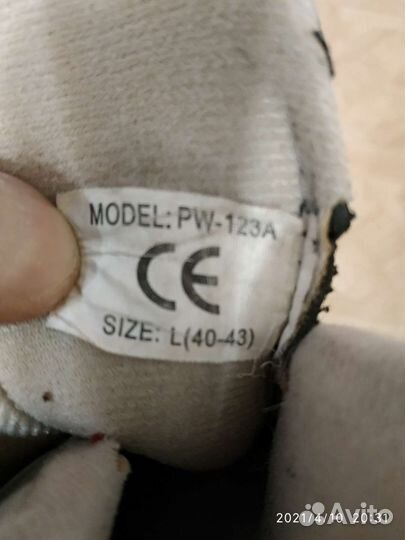 MODEL: PW-123A
CE
SIZE: L(40-43)
2021/4/10 20:31
Avito